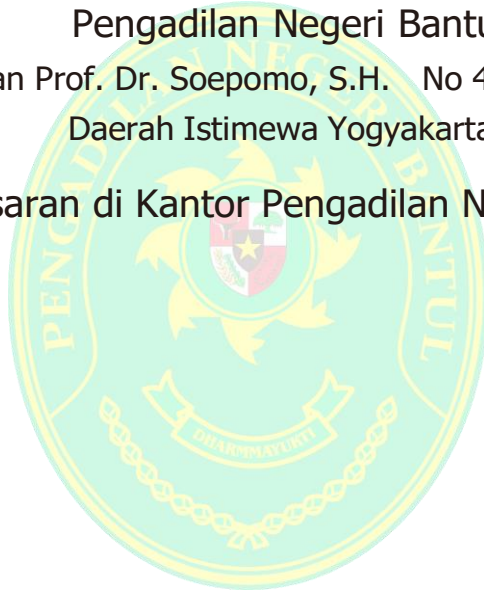 Pengadilan Negeri Bantu
an Prof. Dr. Soepomo, S.H. No 4
Daerah Istimewa Yogyakarta
saran di Kantor Pengadilan N
PENGADILAN NEGERI BANTUL
DHARMMAYUKTI